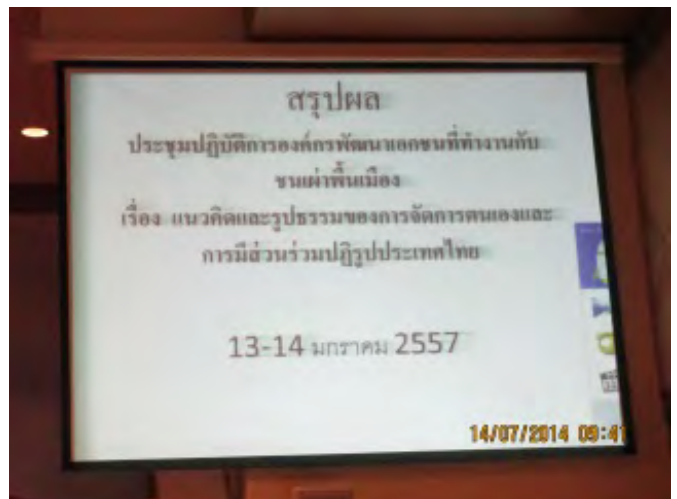 สรุปผล
ประชุมปฏิบัติการองค์กรพัฒนาเอกชนที่ทำงานกับ
ชนเผ่าพื้นเมือง
เรื่อง แนวคิดและรูปธรรมของการจัดการตนเองและ
การมีส่วนร่วมปฏิรูปประเทศไทย
13-14 มกราคม 2557
14/07/2014 09:41